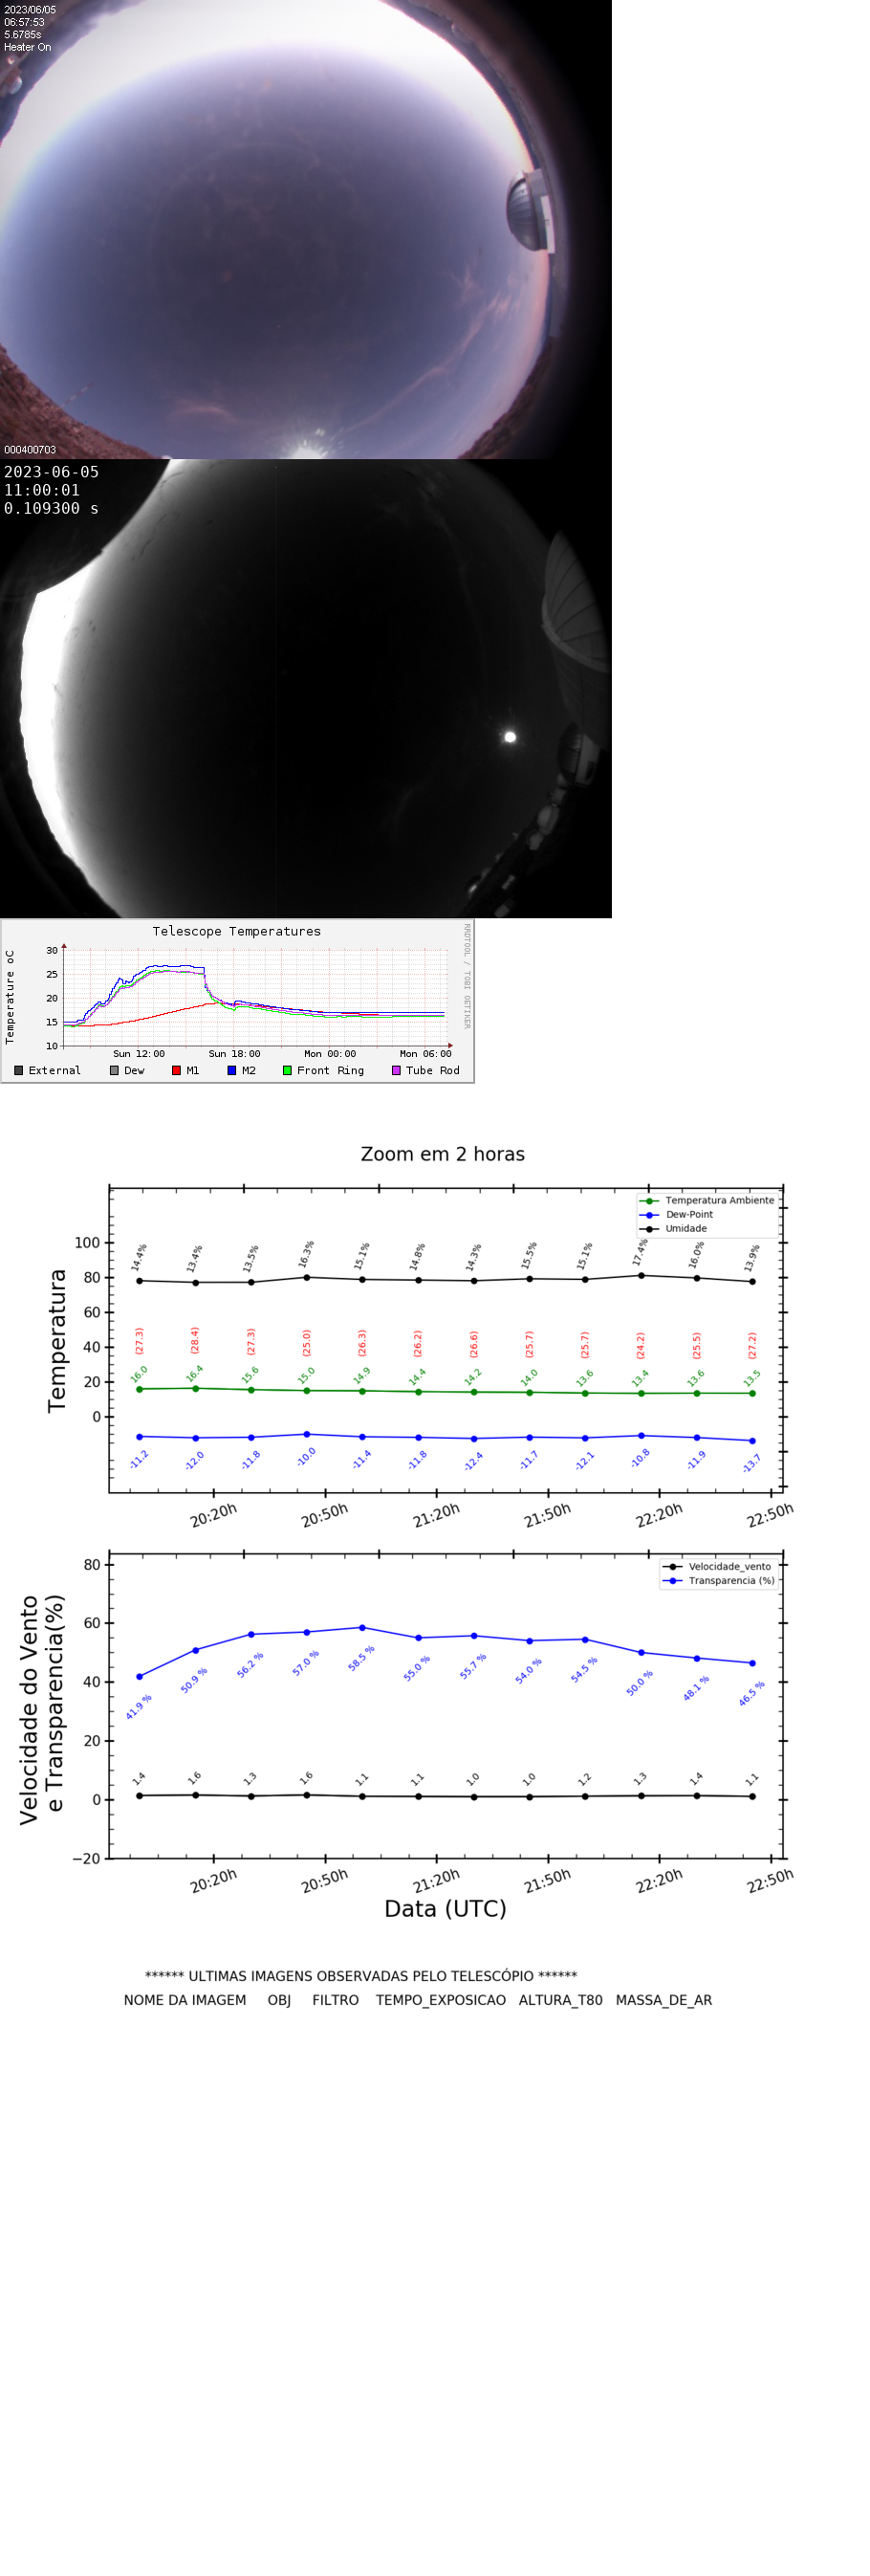 2023/06/05
06:57:53
5.6785s
Heater On
000400703
2023-06-05
11:00:01
0.109300 s
Telescope Temperatures
RRDTOOL / TOBI OETIKER
Temperature oC
30
25
20
15
10
Sun 12:00 Sun 18:00 Mon 00:00 Mon 06:00
External Dew M1 M2 Front Ring Tube Rod
Zoom em 2 horas
Temperatura Ambiente
Dew-Point
Umidade
Temperatura
100
80
60
40
20
0
14.4% 13.4% 13.5% 16.3% 15.1% 14.8% 14.3% 15.5% 15.1% 17.4% 16.0% 13.9%
(27.3) (28.4) (27.3) (25.0) (26.3) (26.2) (26.6) (25.7) (25.7) (24.2) (25.5) (27.2)
16.0 16.4 15.6 15.0 14.9 14.4 14.2 14.0 13.6 13.4 13.6 13.5
-11.2 -12.0 -11.8 -10.0 -11.4 -11.8 -12.4 -11.7 -12.1 -10.8 -11.9 -13.7
20:20h 20:50h 21:20h 21:50h 22:20h 22:50h
Velocidade_vento
Transparencia (%)
Velocidade do Vento
e Transparencia(%)
80
60
40
20
0
−20
41.9 % 50.9 % 56.2 % 57.0 % 58.5 % 55.0 % 55.7 % 54.0 % 54.5 % 50.0 % 48.1 % 46.5 %
1.4 1.6 1.3 1.6 1.1 1.1 1.0 1.0 1.2 1.3 1.4 1.1
20:20h 20:50h 21:20h 21:50h 22:20h 22:50h
Data (UTC)
****** ULTIMAS IMAGENS OBSERVADAS PELO TELESCÓPIO ******
NOME DA IMAGEM OBJ FILTRO TEMPO_EXPOSICAO ALTURA_T80 MASSA_DE_AR